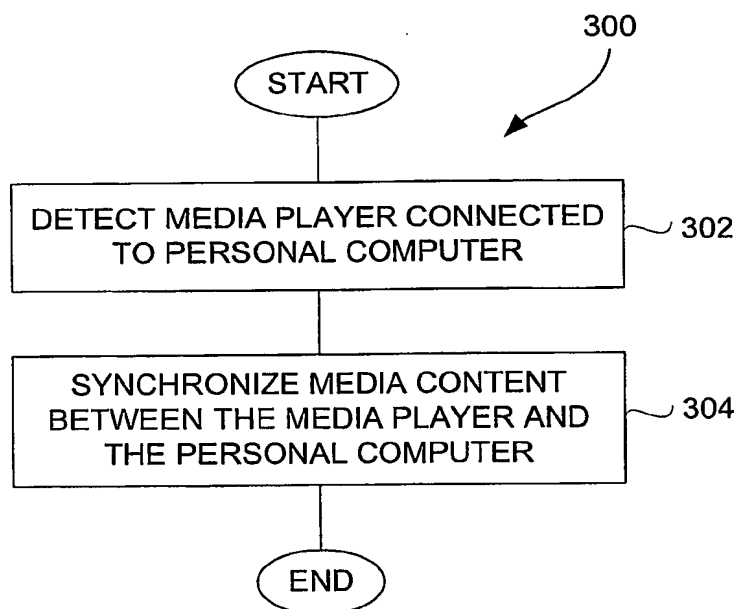 300
START
DETECT MEDIA PLAYER CONNECTED
TO PERSONAL COMPUTER
302
SYNCHRONIZE MEDIA CONTENT
BETWEEN THE MEDIA PLAYER AND
THE PERSONAL COMPUTER
304
END